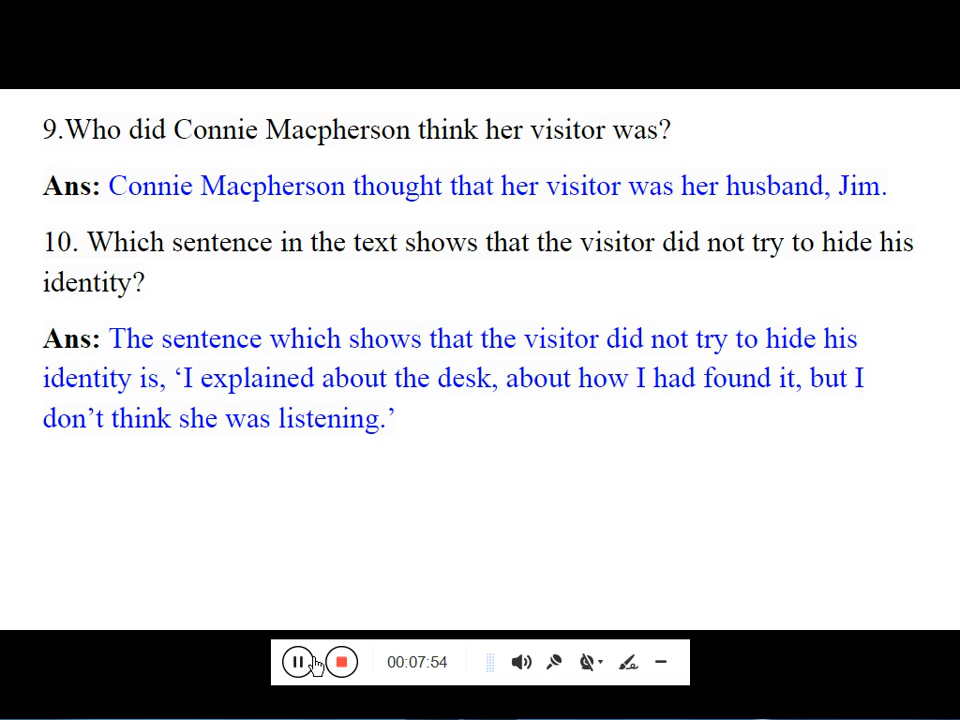 9.Who did Connie Macpherson think her visitor was?
Ans: Connie Macpherson thought that her visitor was her husband, Jim.
10. Which sentence in the text shows that the visitor did not try to hide his
identity?
Ans: The sentence which shows that the visitor did not try to hide his
identity is, ‘I explained about the desk, about how I had found it, but I
don’t think she was listening.’
00:07:54